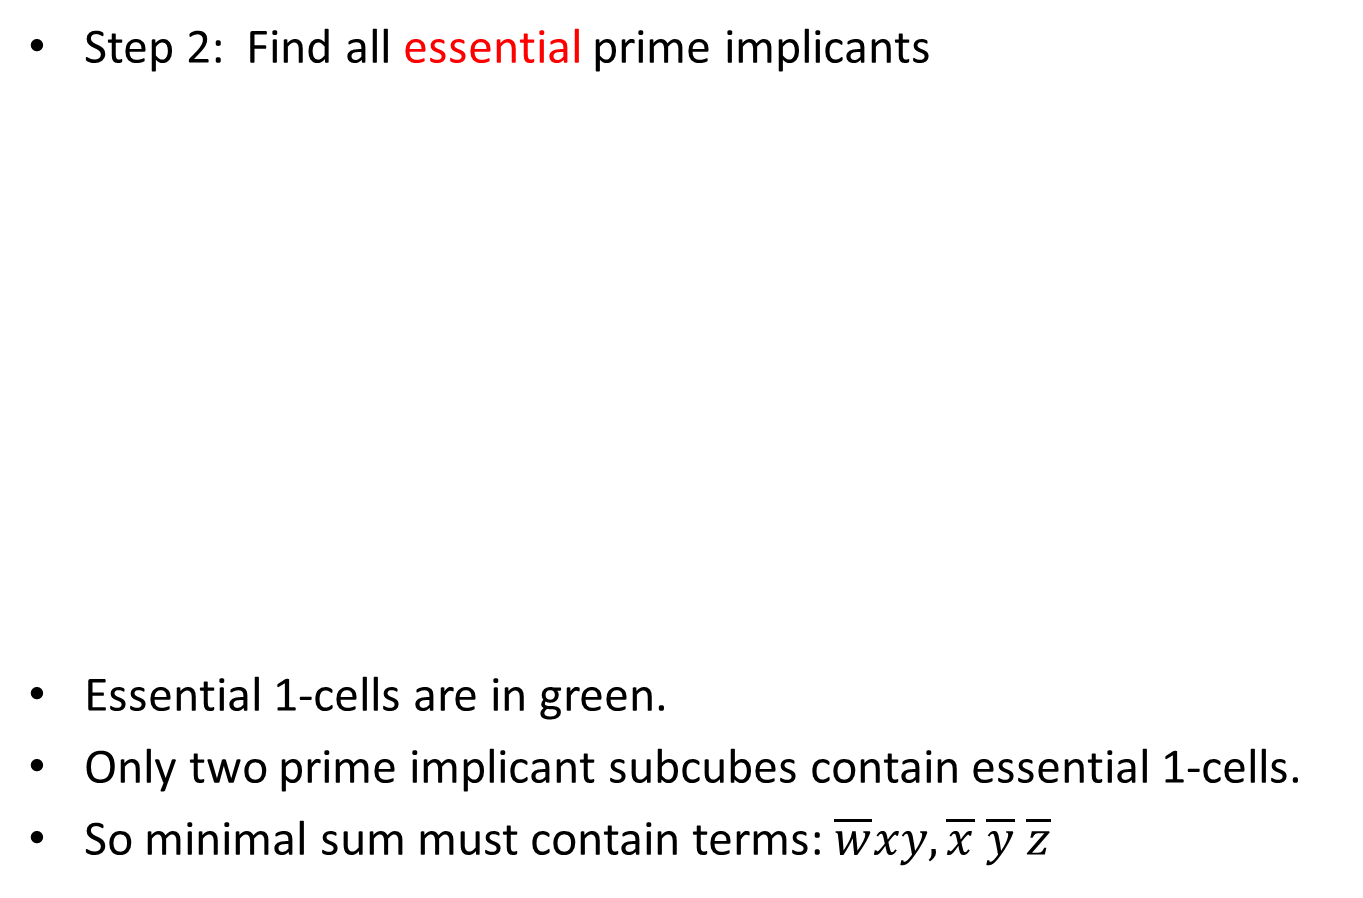 • Step 2: Find all essential prime implicants
• Essential 1-cells are in green.
• Only two prime implicant subcubes contain essential 1-cells.
• So minimal sum must contain terms: w̅xy, x̅ y̅ z̅